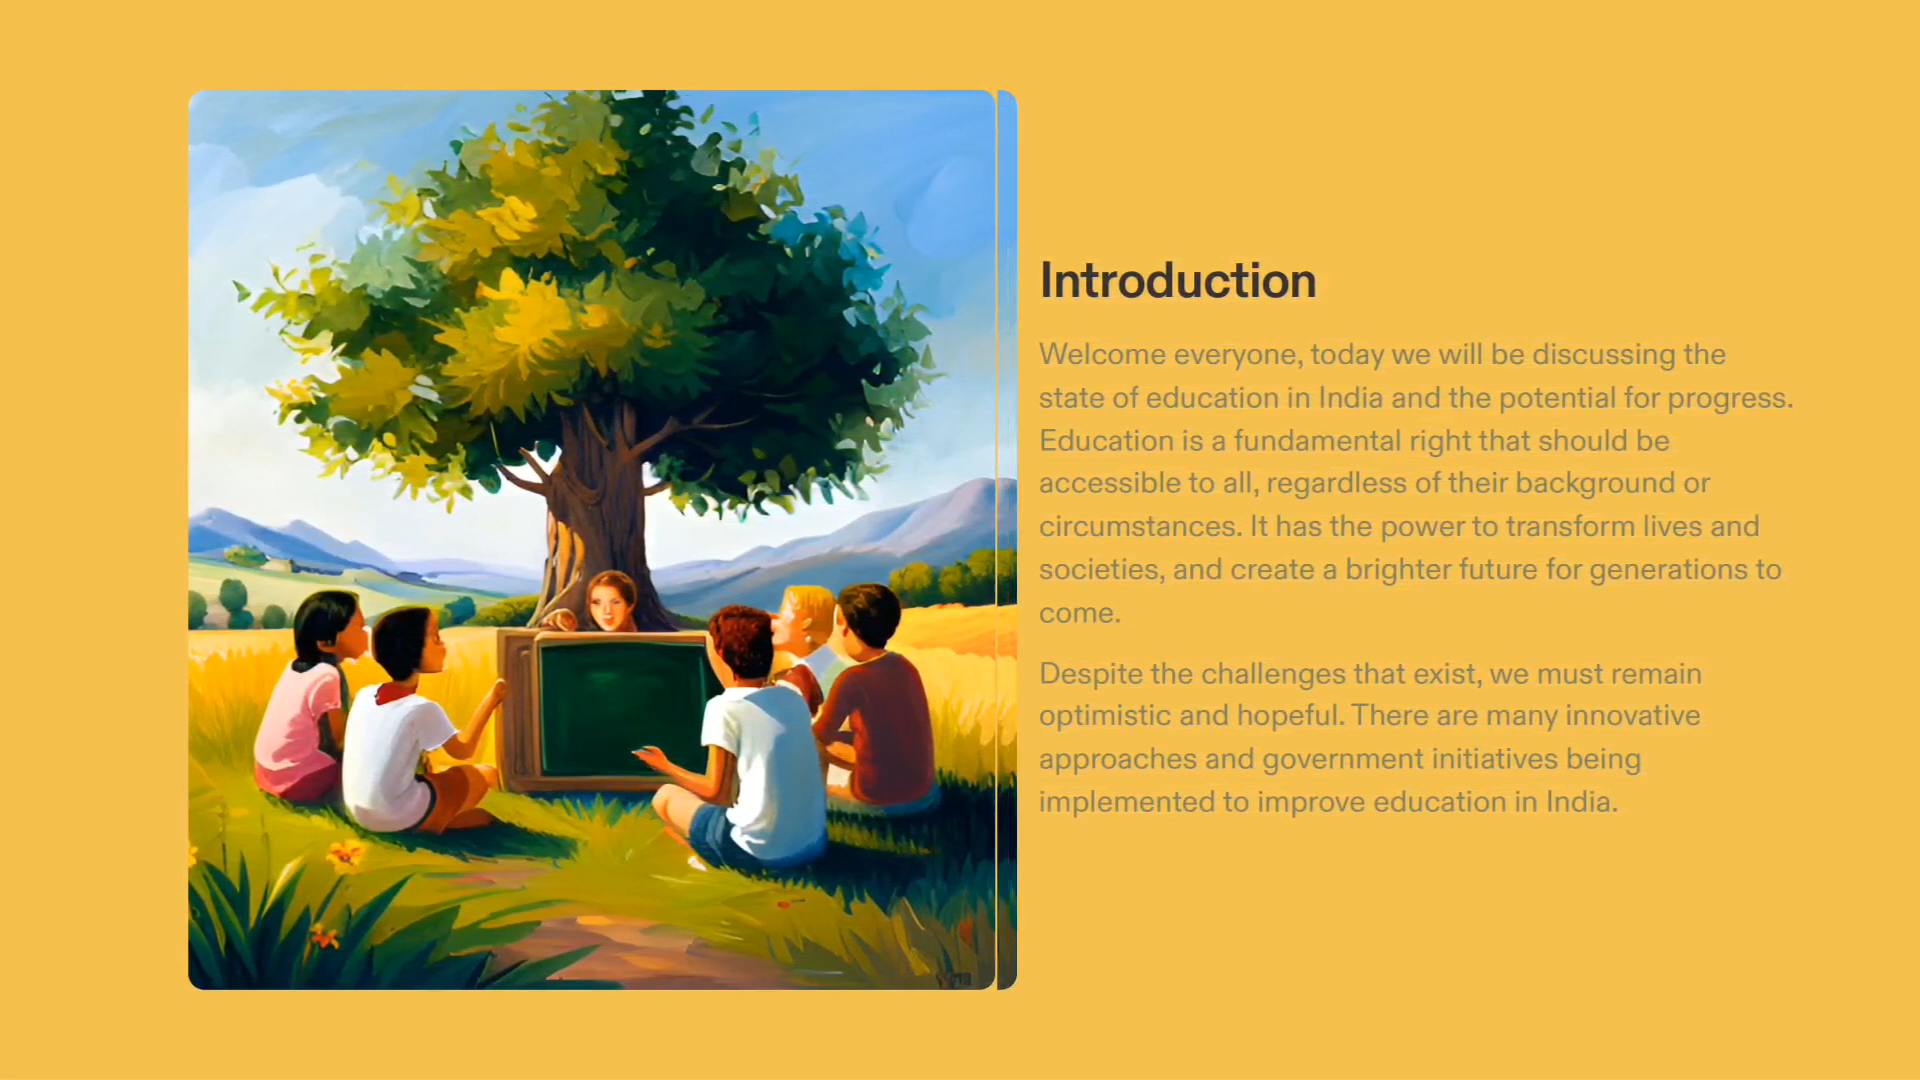 Introduction
Welcome everyone, today we will be discussing the
state of education in India and the potential for progress.
Education is a fundamental right that should be
accessible to all, regardless of their background or
circumstances. It has the power to transform lives and
societies, and create a brighter future for generations to
come.
Despite the challenges that exist, we must remain
optimistic and hopeful. There are many innovative
approaches and government initiatives being
implemented to improve education in India.